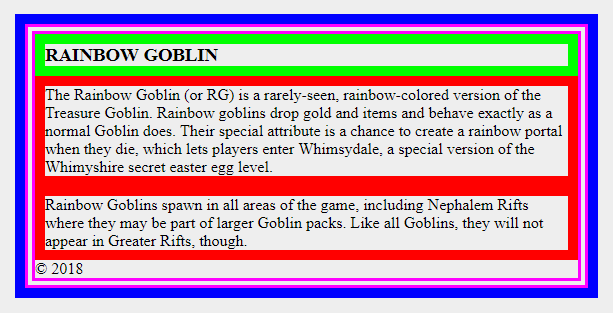 RAINBOW GOBLIN
The Rainbow Goblin (or RG) is a rarely-seen, rainbow-colored version of the
Treasure Goblin. Rainbow goblins drop gold and items and behave exactly as a
normal Goblin does. Their special attribute is a chance to create a rainbow portal
when they die, which lets players enter Whimsydale, a special version of the
Whimyshire secret easter egg level.
Rainbow Goblins spawn in all areas of the game, including Nephalem Rifts
where they may be part of larger Goblin packs. Like all Goblins, they will not
appear in Greater Rifts, though.
© 2018